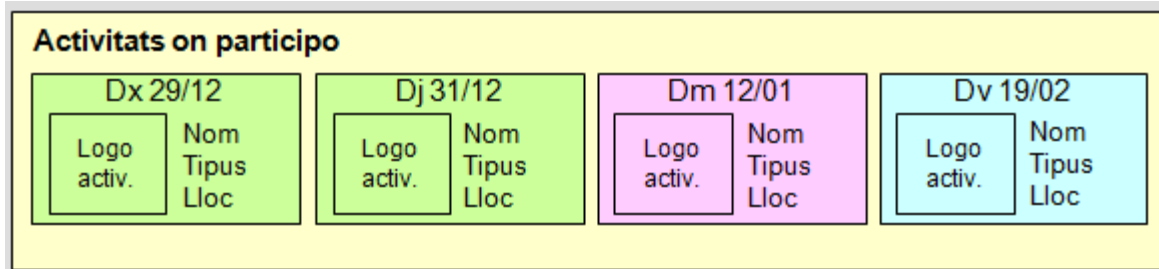 Activitats on participo
Dx 29/12
Logo
activ.
Nom
Tipus
Lloc
Dj 31/12
Logo
activ.
Nom
Tipus
Lloc
Dm 12/01
Logo
activ.
Nom
Tipus
Lloc
Dv 19/02
Logo
activ.
Nom
Tipus
Lloc